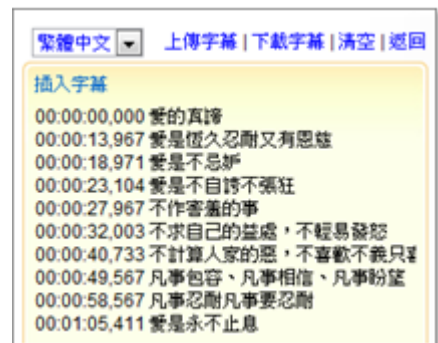 繁體中文 上傳字幕 | 下載字幕 | 清空 | 返回
插入字幕
00:00:00,000 愛的真諦
00:00:13,967 愛是恆久忍耐又有恩慈
00:00:18,971 愛是不忌妒
00:00:23,104 愛是不自誇不張狂
00:00:27,967 不作害羞的事
00:00:32,003 不求自己的益處，不輕易發怒
00:00:40,733 不計算人家的惡，不喜歡不義只喜
00:00:49,567 凡事包容、凡事相信、凡事盼望
00:00:58,567 凡事忍耐凡事要忍耐
00:01:05,411 愛是永不止息